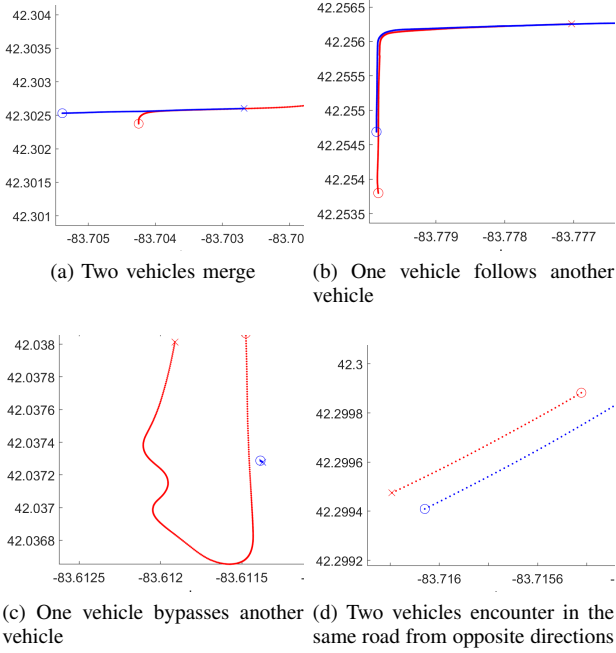 42.304
42.3035
42.303
42.3025
42.302
42.3015
42.301
-83.705 -83.704 -83.703 -83.70
(a) Two vehicles merge
42.2565
42.256
42.2555
42.255
42.2545
42.254
42.2535
-83.779 -83.778 -83.777
(b) One vehicle follows another
vehicle
42.038
42.0378
42.0376
42.0374
42.0372
42.037
42.0368
-83.6125 -83.612 -83.6115
(c) One vehicle bypasses another
vehicle
42.3
42.2998
42.2996
42.2994
42.2992
-83.716 -83.7156
(d) Two vehicles encounter in the
same road from opposite directions